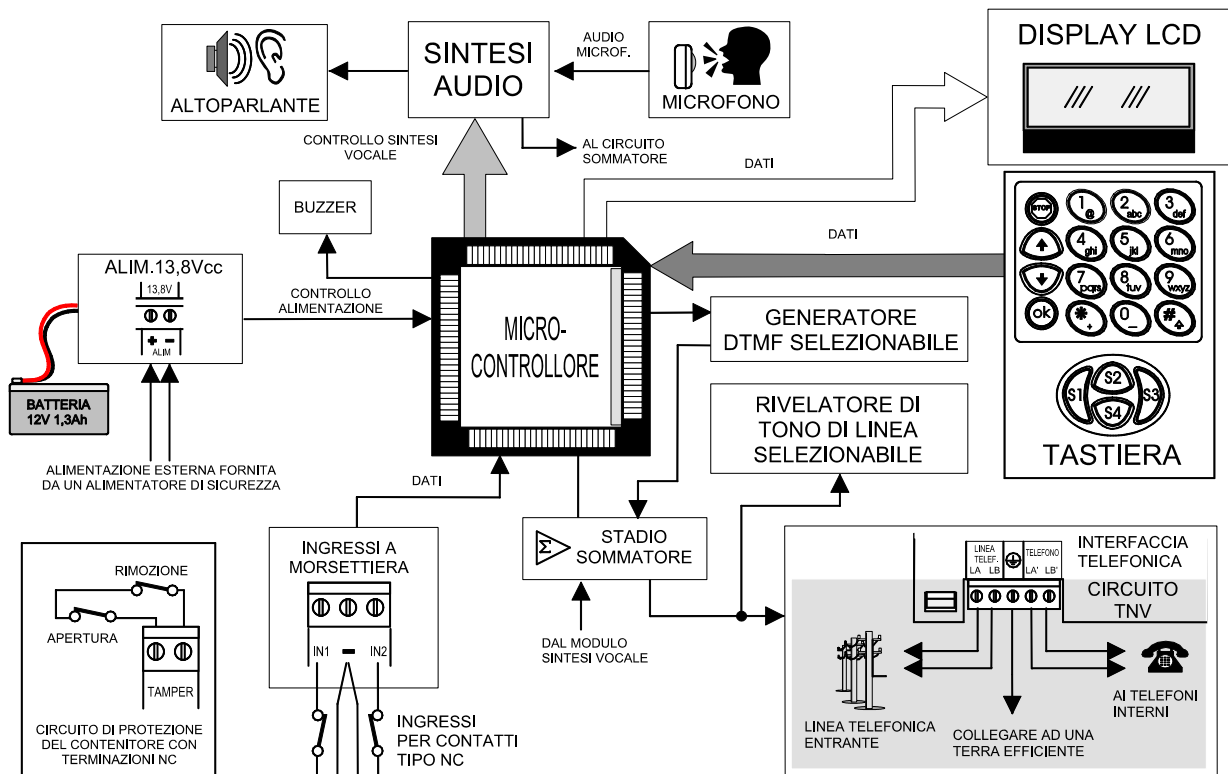 ALTOPARLANTE
SINTESI
AUDIO
AUDIO
MICROF.
MICROFONO
DISPLAY LCD
CONTROLLO SINTESI
VOCALE
AL CIRCUITO
SOMMATORE
DATI
BUZZER
DATI
STOP
1 @
2 abc
3 def
4 ghi
5 jkl
6 mno
7 pqrs
8 tuv
9 wxyz
ok
* +
0 _
#
S1
S2
S3
S4
TASTIERA
ALIM.13,8Vcc
13,8V
+ -
ALIM
CONTROLLO
ALIMENTAZIONE
BATTERIA
12V 1,3Ah
ALIMENTAZIONE ESTERNA FORNITA
DA UN ALIMENTATORE DI SICUREZZA
MICRO-
CONTROLLORE
GENERATORE
DTMF SELEZIONABILE
RIVELATORE DI
TONO DI LINEA
SELEZIONABILE
DATI
INGRESSI A
MORSETTIERA
IN1
-
IN2
INGRESSI
PER CONTATTI
TIPO NC
Σ
STADIO
SOMMATORE
DAL MODULO
SINTESI VOCALE
RIMOZIONE
APERTURA
TAMPER
CIRCUITO DI PROTEZIONE
DEL CONTENITORE CON
TERMINAZIONI NC
LINEA
TELEF.
LA LB
TELEFONO
LA' LB'
INTERFACCIA
TELEFONICA
CIRCUITO
TNV
LINEA TELEFONICA
ENTRANTE
COLLEGARE AD UNA
TERRA EFFICIENTE
AI TELEFONI
INTERNI